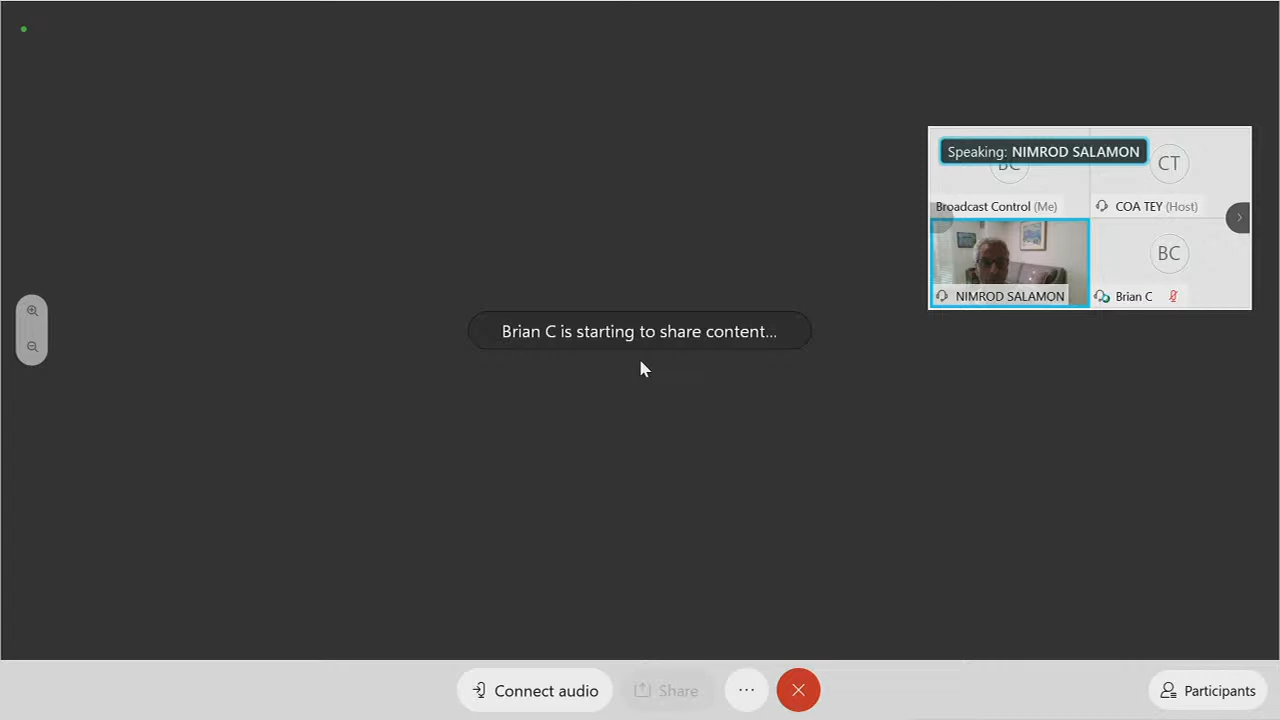 Speaking: NIMROD SALAMON
BC
CT
Broadcast Control (Me)
COA TEY (Host)
BC
NIMROD SALAMON
Brian C
Brian C is starting to share content...
Connect audio
Share
Participants